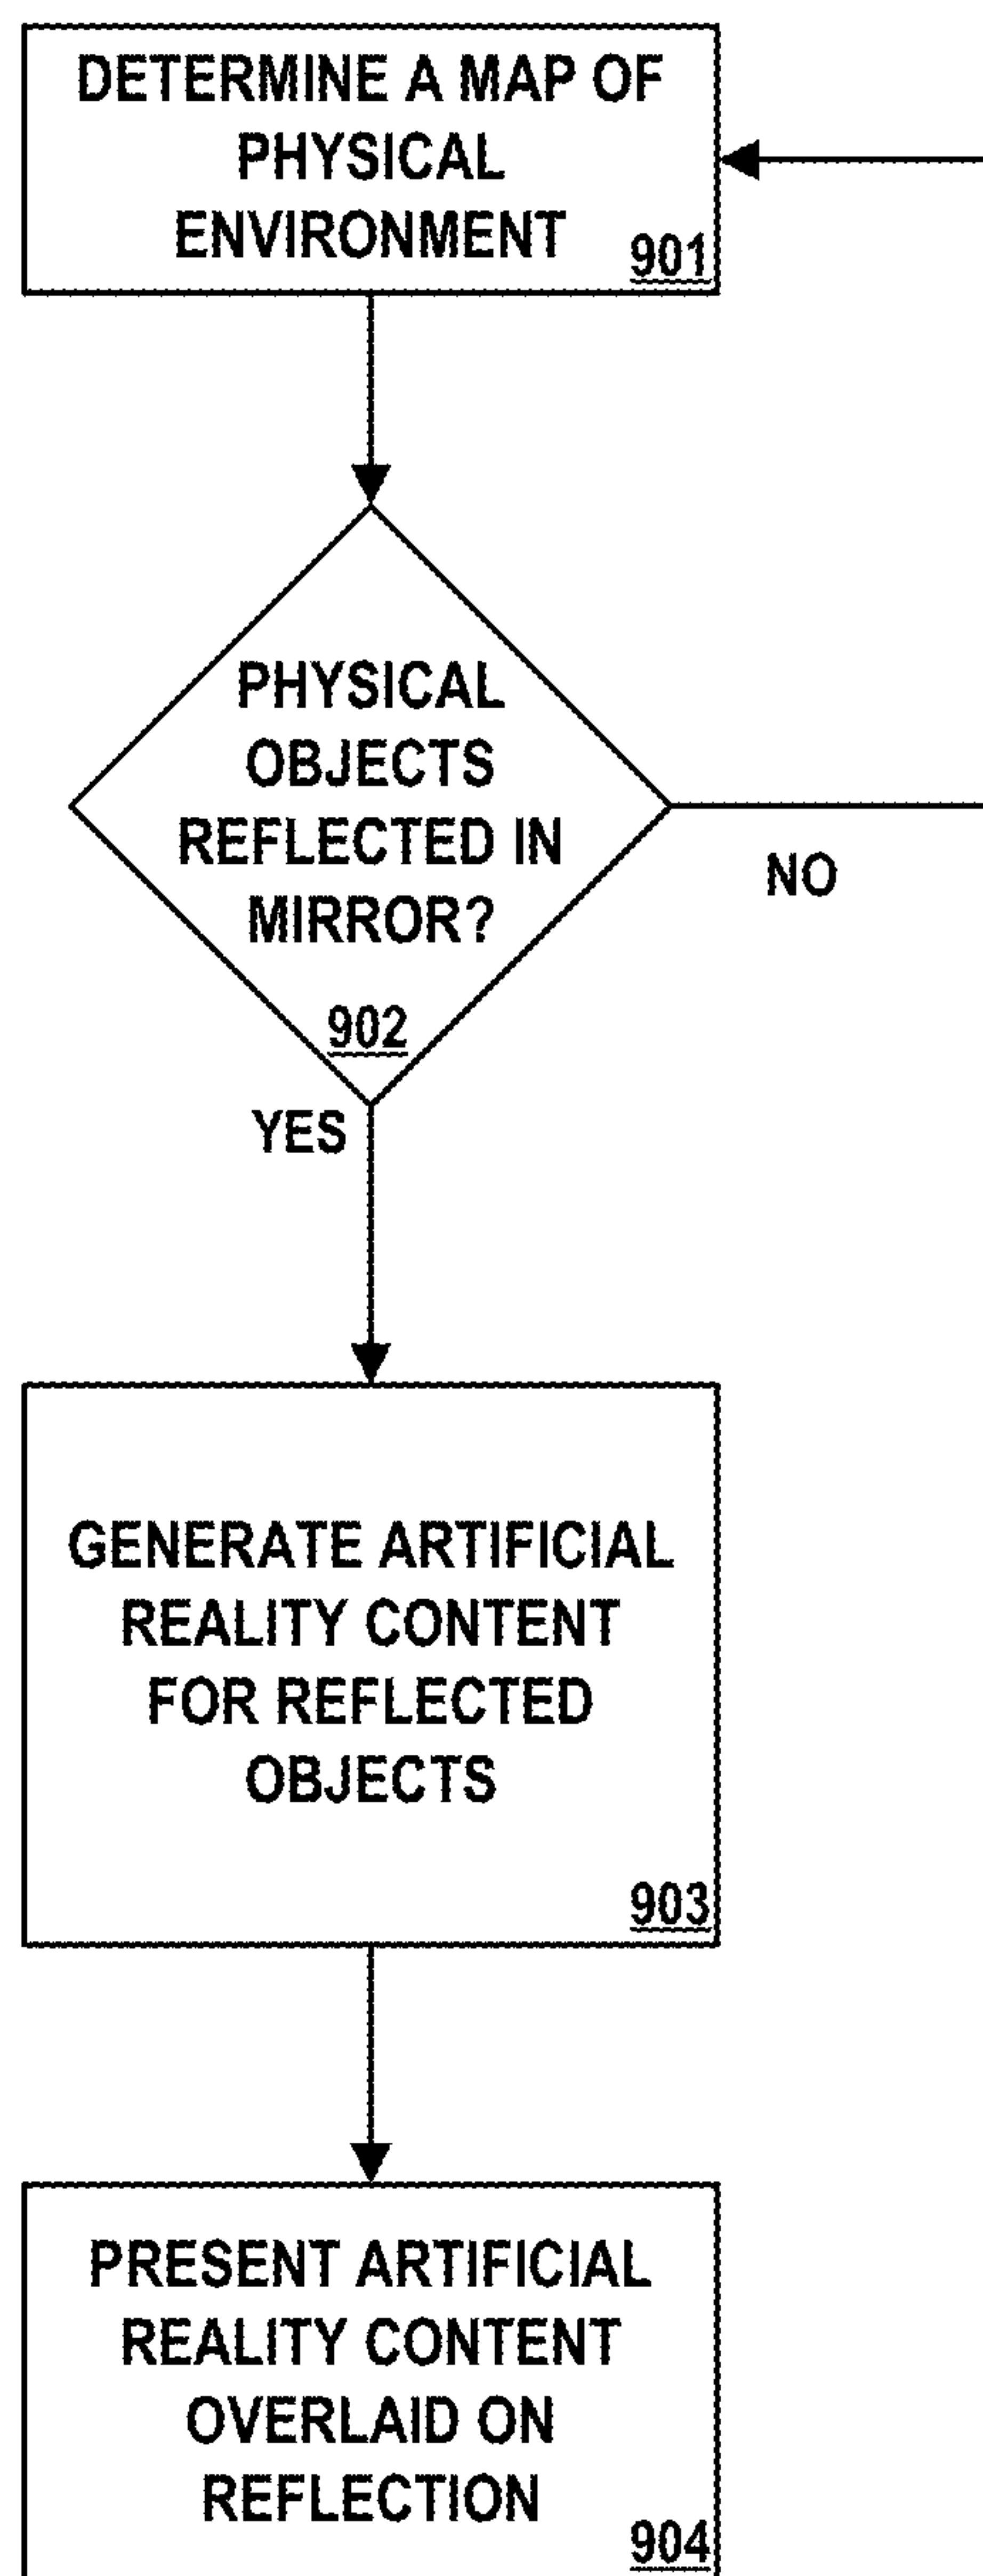 DETERMINE A MAP OF
PHYSICAL
ENVIRONMENT
901
PHYSICAL
OBJECTS
REFLECTED IN
MIRROR?
902
NO
YES
GENERATE ARTIFICIAL
REALITY CONTENT
FOR REFLECTED
OBJECTS
903
PRESENT ARTIFICIAL
REALITY CONTENT
OVERLAID ON
REFLECTION
904